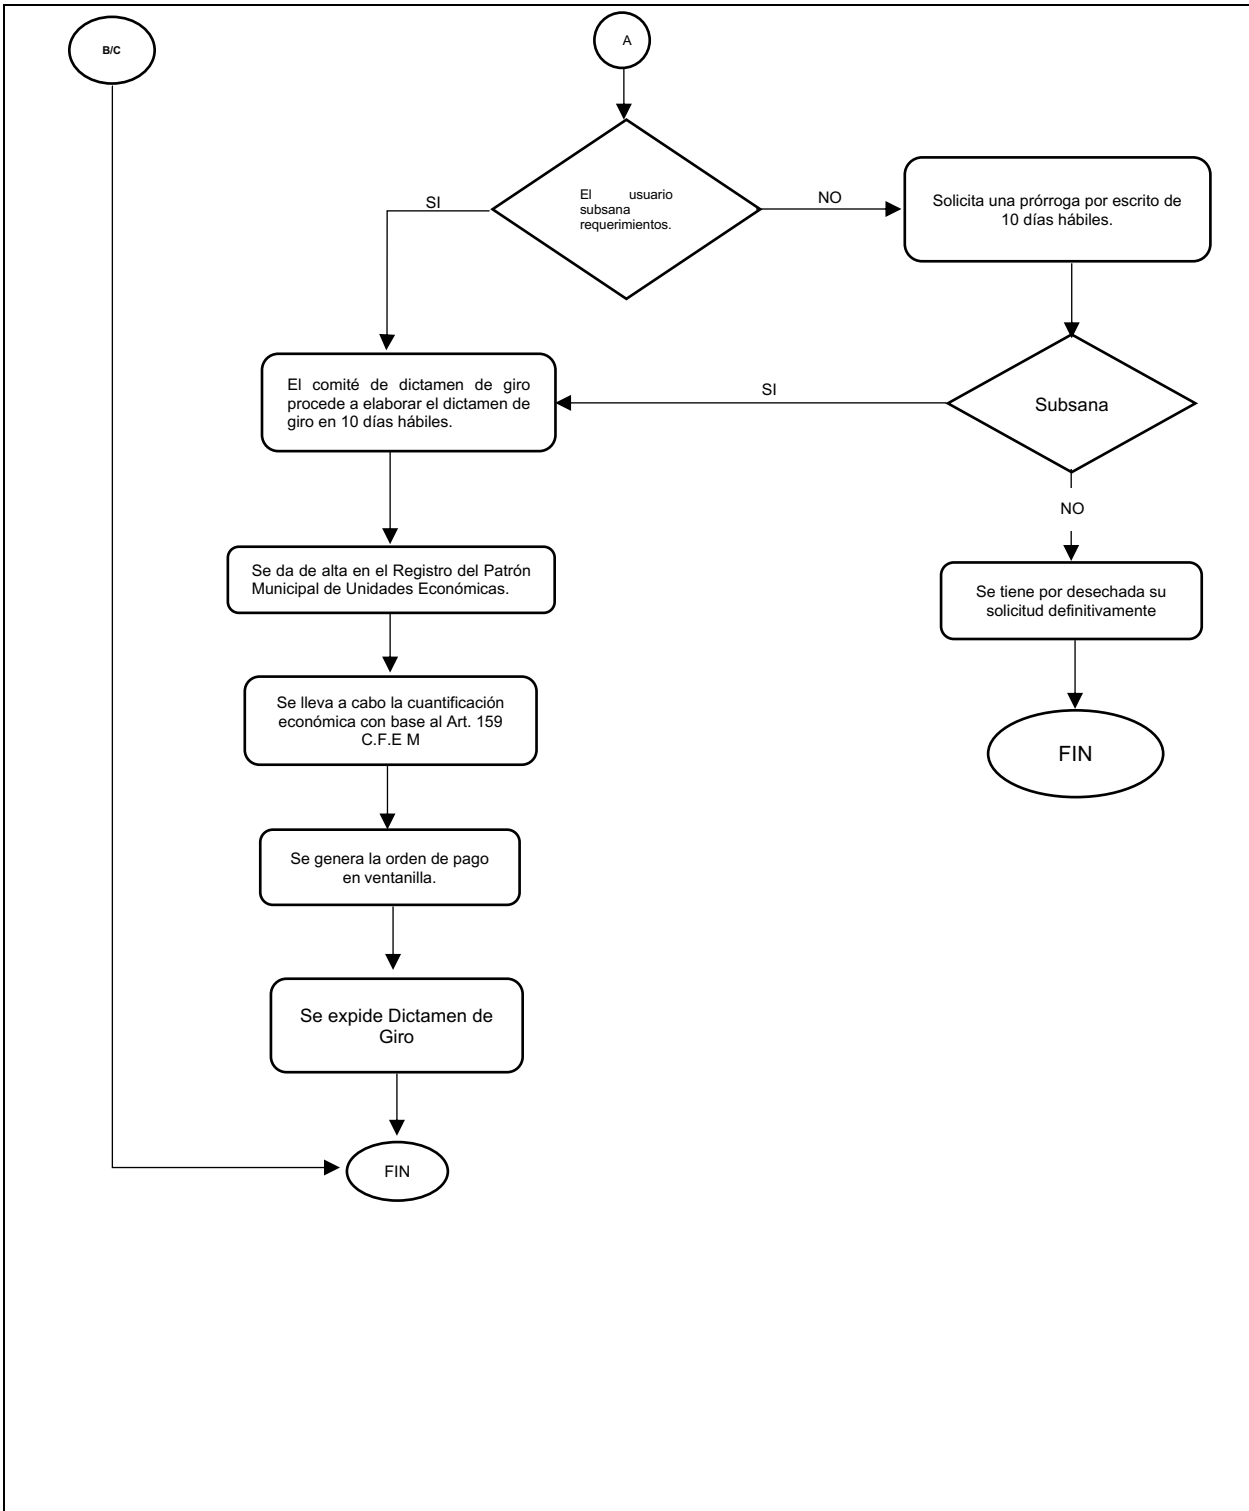 B/C
A
El usuario
subsana
requerimientos.
SI
NO
Solicita una prórroga por escrito de
10 días hábiles.
El comité de dictamen de giro
procede a elaborar el dictamen de
giro en 10 días hábiles.
SI
Subsana
NO
Se da de alta en el Registro del Patrón
Municipal de Unidades Económicas.
Se tiene por desechada su
solicitud definitivamente
Se lleva a cabo la cuantificación
económica con base al Art. 159
C.F.E M
FIN
Se genera la orden de pago
en ventanilla.
Se expide Dictamen de
Giro
FIN